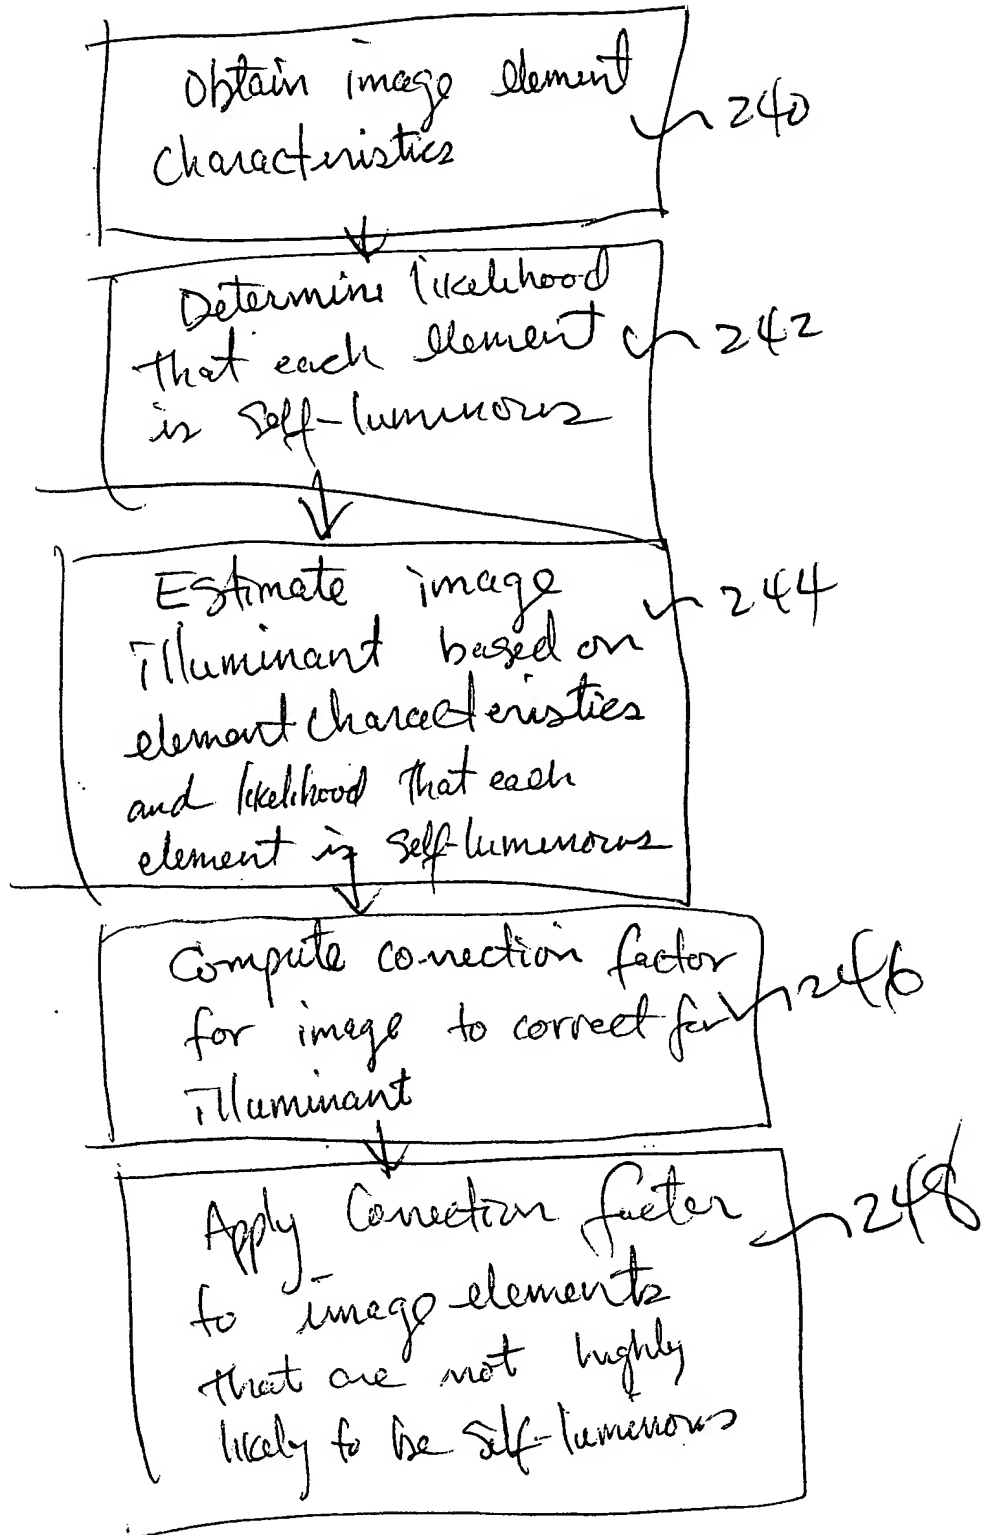 Obtain image element
characteristics
240
Determine likelihood
that each element
is self-luminous
242
Estimate image
illuminant based on
element characteristics
and likelihood that each
element is self-luminous
244
Compute correction factor
for image to correct for
illuminant
246
Apply Correction factor
to image elements
that are not highly
likely to be self-luminous
248